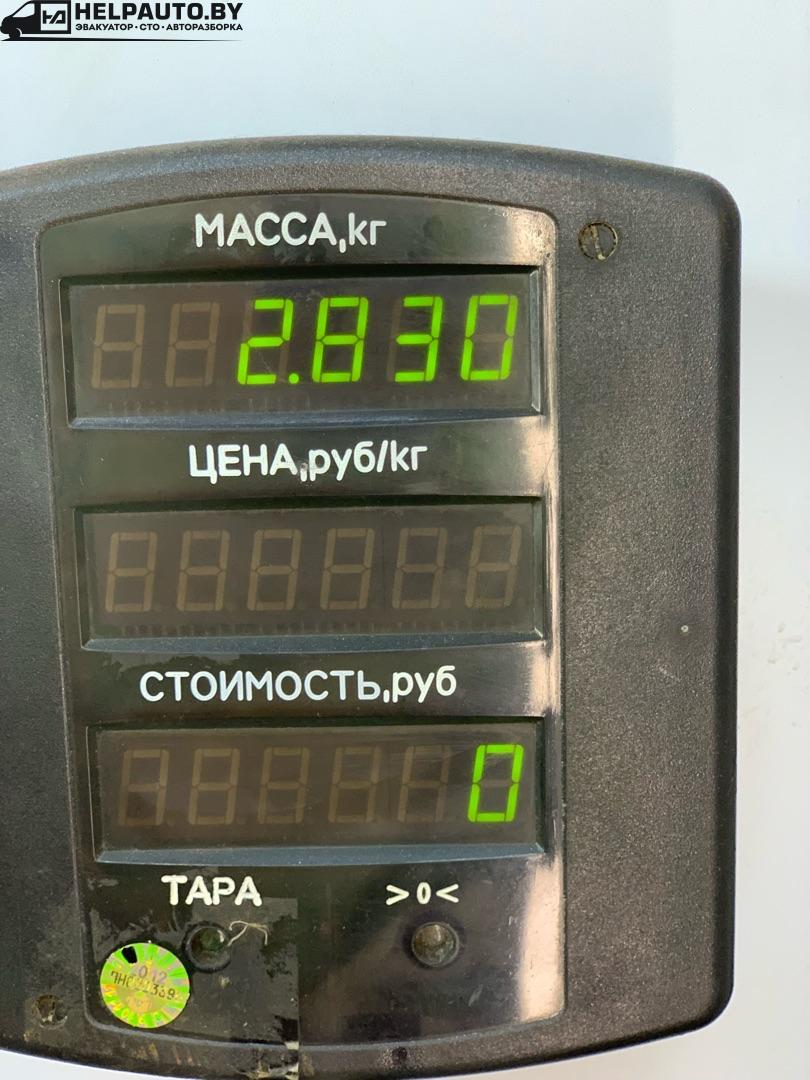 HELPAUTO.BY
ЭВАКУАТОР • СТО • АВТОРАЗБОРКА
МАССА,кг
2.830
ЦЕНА,руб/кг
СТОИМОСТЬ,руб
0
ТАРА >0<